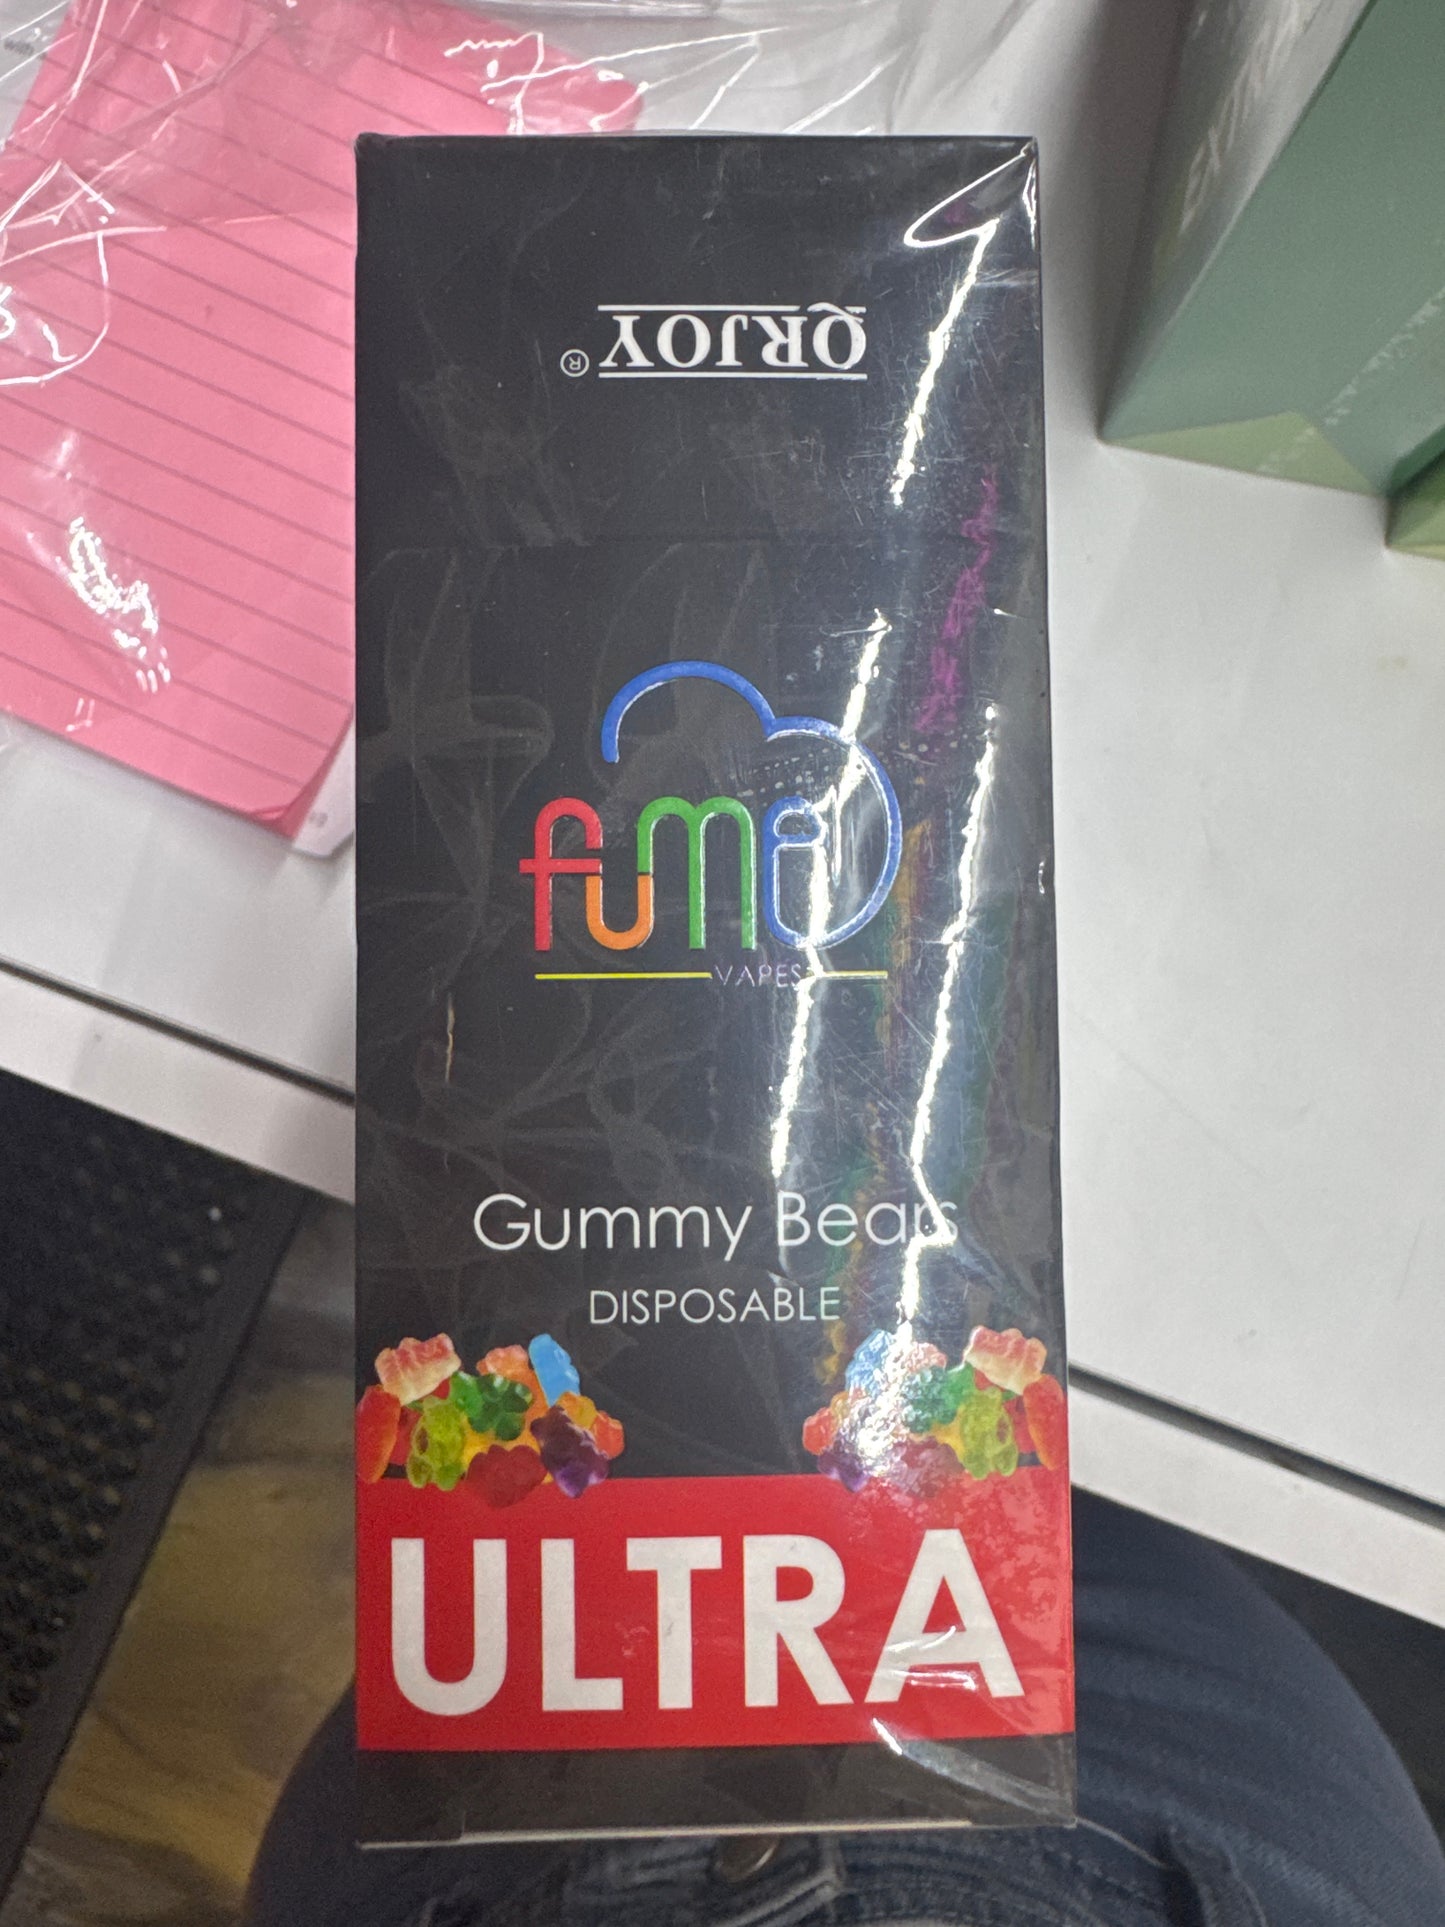 QRJOY ®
fume
VAPES
Gummy Bears
DISPOSABLE
ULTRA